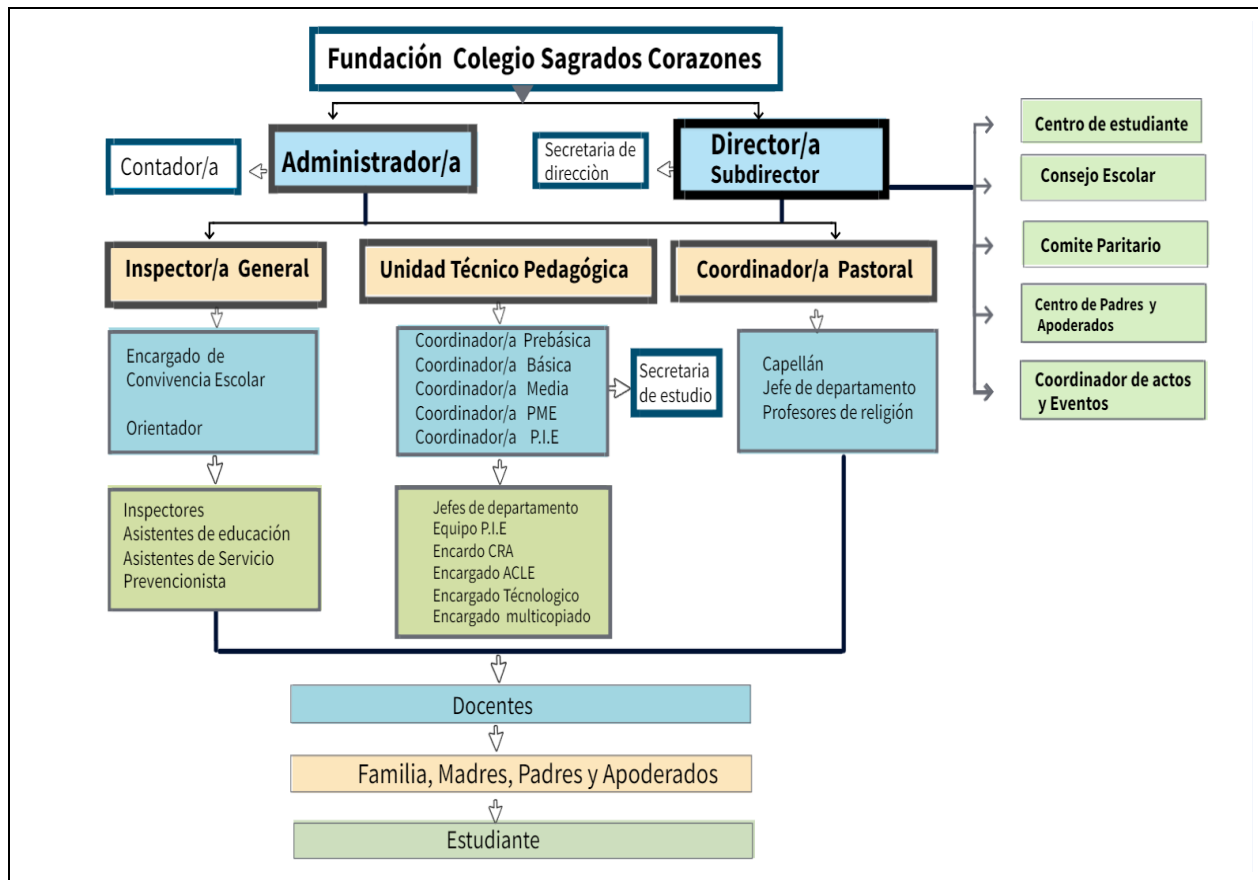 Fundación Colegio Sagrados Corazones
Contador/a
Administrador/a
Secretaria de
direcciòn
Director/a
Subdirector
Centro de estudiante
Consejo Escolar
Comite Paritario
Centro de Padres y
Apoderados
Coordinador de actos
y Eventos
Inspector/a General
Unidad Técnico Pedagógica
Coordinador/a Pastoral
Encargado de
Convivencia Escolar
Orientador
Coordinador/a Prebásica
Coordinador/a Básica
Coordinador/a Media
Coordinador/a PME
Coordinador/a P.I.E
Secretaria
de estudio
Capellán
Jefe de departamento
Profesores de religión
Inspectores
Asistentes de educación
Asistentes de Servicio
Prevencionista
Jefes de departamento
Equipo P.I.E
Encardo CRA
Encargado ACLE
Encargado Técnologico
Encargado multicopiado
Docentes
Familia, Madres, Padres y Apoderados
Estudiante